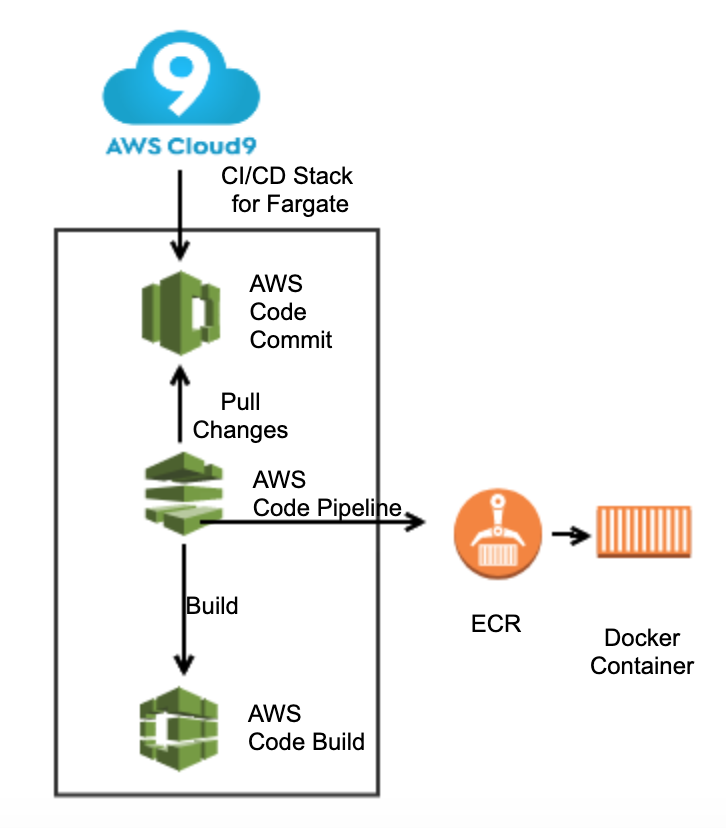 9
AWS Cloud9
CI/CD Stack
for Fargate
AWS
Code
Commit
Pull
Changes
AWS
Code Pipeline
ECR
Docker
Container
Build
AWS
Code Build